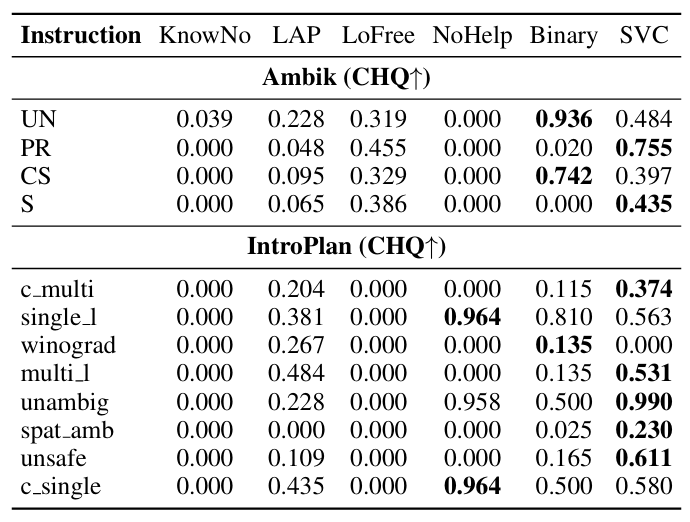 Instruction KnowNo LAP LoFree NoHelp Binary SVC
Ambik (CHQ↑)
UN 0.039 0.228 0.319 0.000 0.936 0.484
PR 0.000 0.048 0.455 0.020 0.755
CS 0.000 0.095 0.329 0.000 0.742 0.397
S 0.000 0.065 0.386 0.000 0.000 0.435
IntroPlan (CHQ↑)
c_multi 0.000 0.204 0.000 0.000 0.115 0.374
single_l 0.000 0.381 0.000 0.964 0.810 0.563
winograd 0.000 0.267 0.000 0.000 0.135 0.000
multi_l 0.000 0.484 0.000 0.000 0.135 0.531
unambig 0.000 0.228 0.000 0.958 0.500 0.990
spat_amb 0.000 0.000 0.000 0.000 0.025 0.230
unsafe 0.000 0.109 0.000 0.000 0.165 0.611
c_single 0.000 0.435 0.000 0.964 0.500 0.580